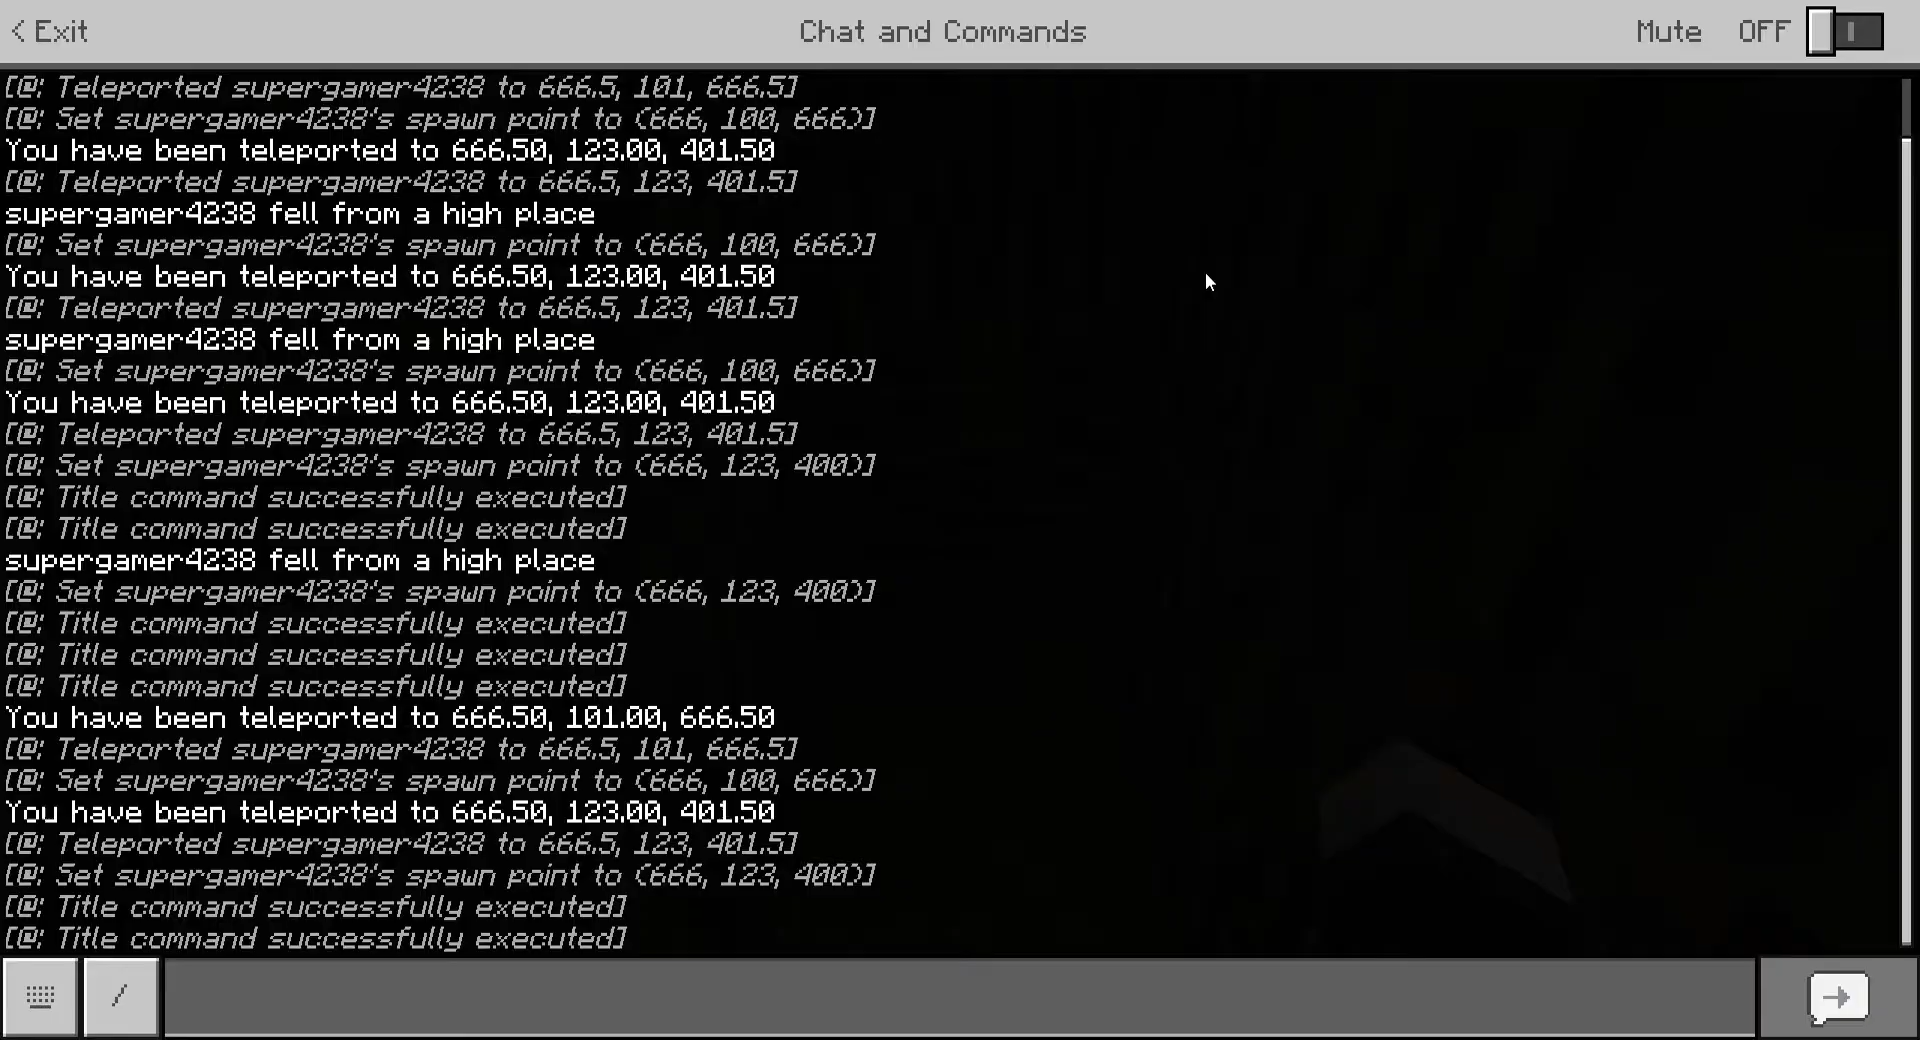 < Exit
Chat and Commands
Mute OFF
[@: Teleported supergamer4238 to 666.5, 101, 666.5]
[@: Set supergamer4238's spawn point to (666, 100, 666)]
You have been teleported to 666.50, 123.00, 401.50
[@: Teleported supergamer4238 to 666.5, 123, 401.5]
supergamer4238 fell from a high place
[@: Set supergamer4238's spawn point to (666, 100, 666)]
You have been teleported to 666.50, 123.00, 401.50
[@: Teleported supergamer4238 to 666.5, 123, 401.5]
supergamer4238 fell from a high place
[@: Set supergamer4238's spawn point to (666, 100, 666)]
You have been teleported to 666.50, 123.00, 401.50
[@: Teleported supergamer4238 to 666.5, 123, 401.5]
[@: Set supergamer4238's spawn point to (666, 123, 400)]
[@: Title command successfully executed]
[@: Title command successfully executed]
supergamer4238 fell from a high place
[@: Set supergamer4238's spawn point to (666, 123, 400)]
[@: Title command successfully executed]
[@: Title command successfully executed]
[@: Title command successfully executed]
You have been teleported to 666.50, 101.00, 666.50
[@: Teleported supergamer4238 to 666.5, 101, 666.5]
[@: Set supergamer4238's spawn point to (666, 100, 666)]
You have been teleported to 666.50, 123.00, 401.50
[@: Teleported supergamer4238 to 666.5, 123, 401.5]
[@: Set supergamer4238's spawn point to (666, 123, 400)]
[@: Title command successfully executed]
[@: Title command successfully executed]
/